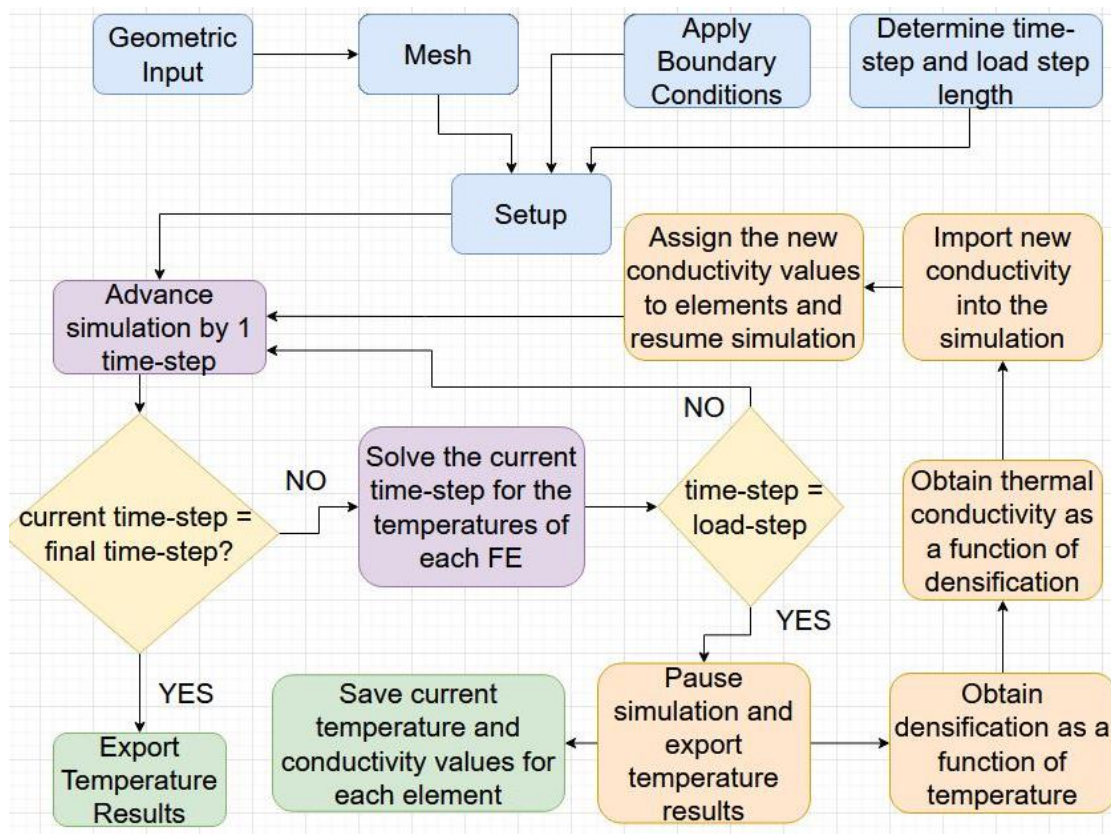 Geometric
Input
Mesh
Apply
Boundary
Conditions
Determine time-
step and load step
length
Setup
Assign the new
conductivity values
to elements and
resume simulation
Import new
conductivity
into the
simulation
Advance
simulation by 1
time-step
current time-step =
final time-step?
NO
Solve the current
time-step for the
temperatures of
each FE
NO
time-step =
load-step
Obtain thermal
conductivity as
a function of
densification
YES
YES
Export
Temperature
Results
Save current
temperature and
conductivity values for
each element
Pause
simulation and
export
temperature
results
Obtain
densification as a
function of
temperature